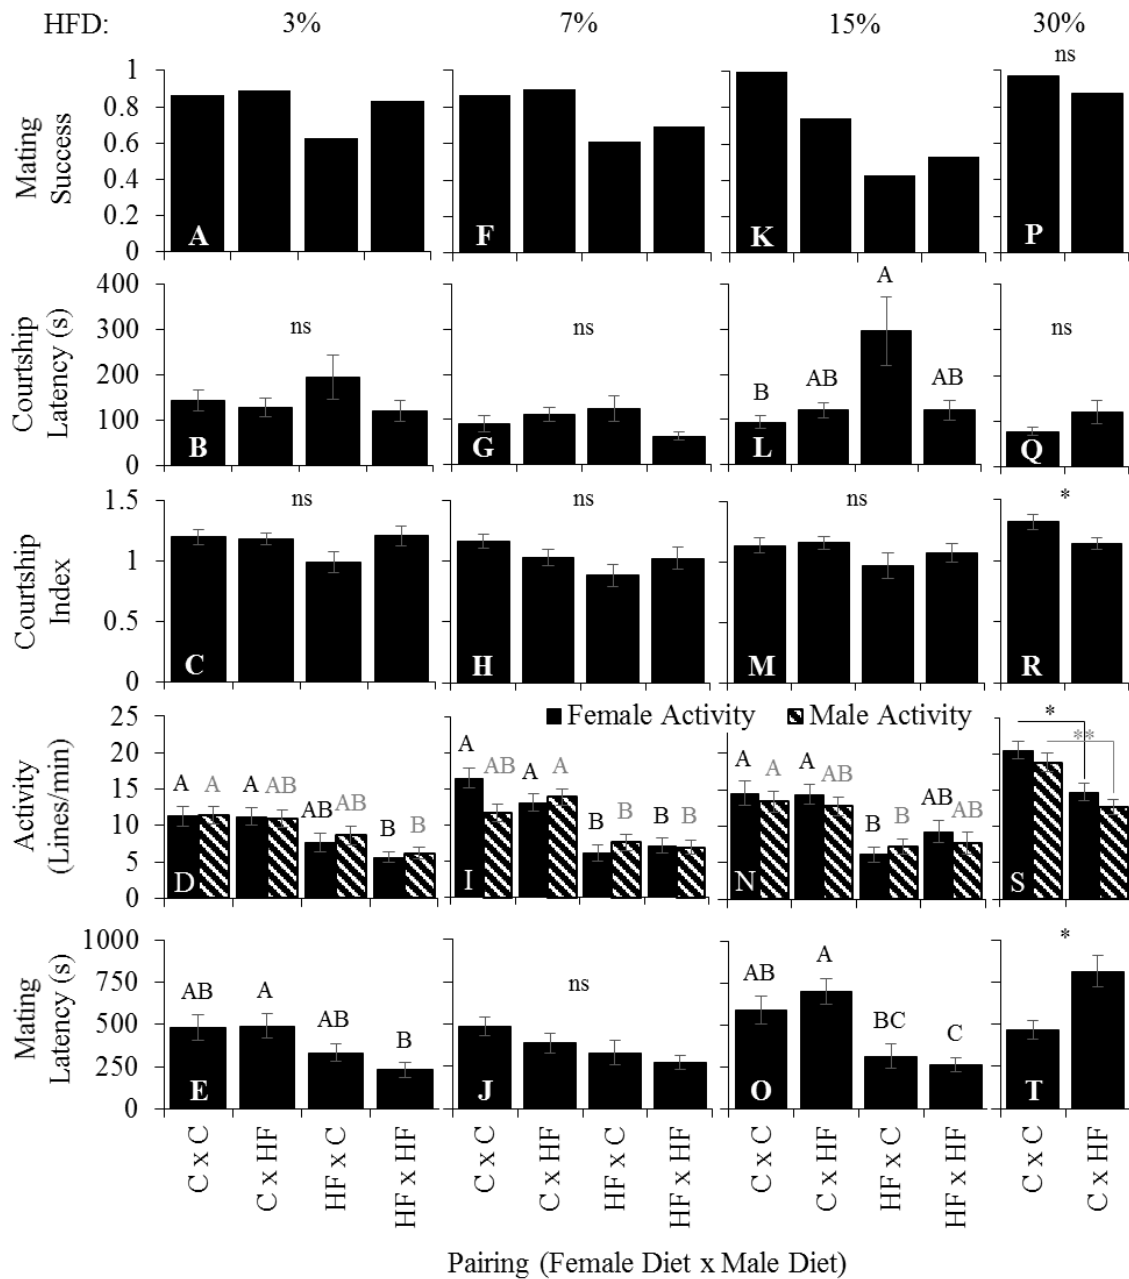 HFD: 3% 7% 15% 30%
Mating
Success
1
0.8
0.6
0.4
0.2
0
A F K P
ns
Courtship
Latency (s)
400
300
200
100
0
B G L Q
ns ns B AB A AB ns
Courtship
Index
1.5
1
0.5
0
C H M R
ns ns ns *
Activity
(Lines/min)
25
20
15
10
5
0
Female Activity Male Activity
D I N S
A A A AB AB AB B B
A AB A A B B B B
A A A AB B B AB AB
* **
Mating
Latency (s)
1000
750
500
250
0
E J O T
AB A AB B
ns
AB A BC C
*
C x C C x HF HF x C HF x HF
C x C C x HF HF x C HF x HF
C x C C x HF HF x C HF x HF
C x C C x HF
Pairing (Female Diet x Male Diet)